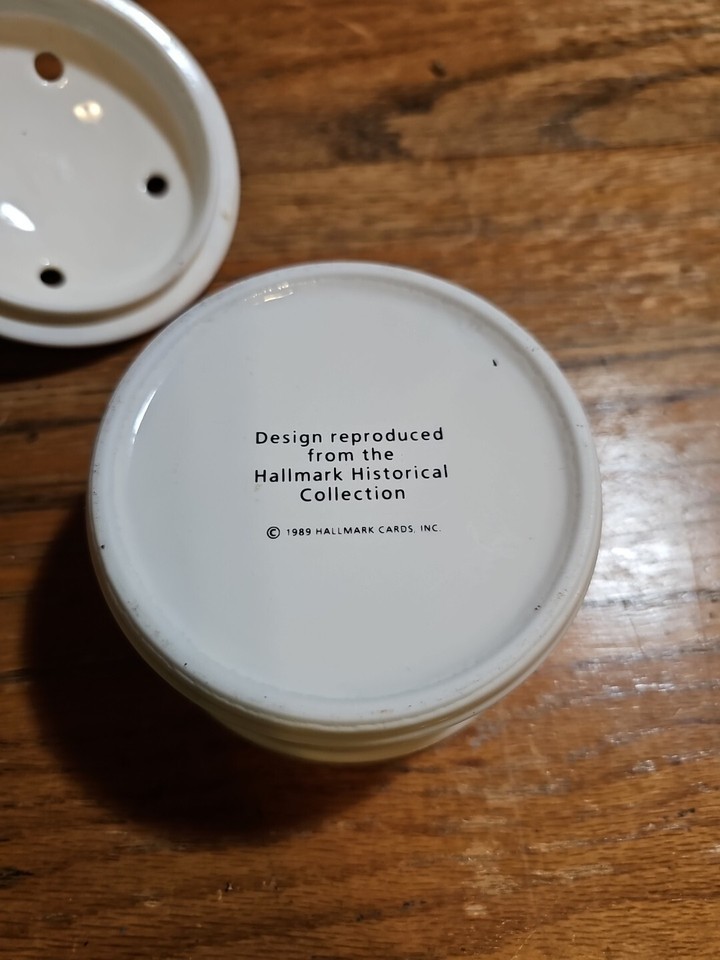 Design reproduced
from the
Hallmark Historical
Collection
© 1989 HALLMARK CARDS, INC.